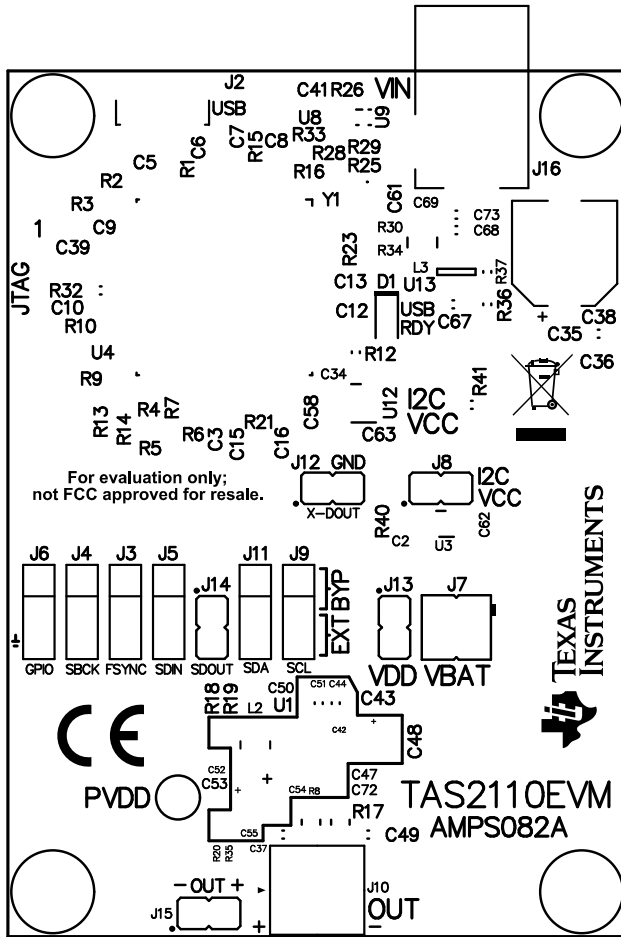 J2
C41 R26 VIN
USB
U8
U9
C7
R33
C6
R15
C8
R29
R28
R25
C5
R1
R16
J16
R2
C61
C69
R3
Y1
C73
C68
1
C9
R30
C39
R23
R34
JTAG
L3
R37
C13 D1 U13
R32
C10
C12
USB
RDY
C67
R36
+
C38
C35
R10
U4
R12
C36
C34
R9
R41
R13
R14
R4
R7
C58
U12
I2C
VCC
R6
C3
C15
R21
C16
C63
R5
For evaluation only;
not FCC approved for resale.
J12 GND
J8
I2C
VCC
X-DOUT
R40
C2
U3
C62
J6 J4 J3 J5 J11 J9
J14
BYP
EXT
J13
J7
GPIO SBCK FSYNC SDIN SDOUT SDA SCL
VDD VBAT
TEXAS
INSTRUMENTS
ti
C50
C51 C44
R18
R19
L2
U1
C43
+
C42
C48
CE
C52
C53
+
+
C47
C72
PVDD
C54 R8
TAS2110EVM
R17
AMPS082A
C55
C37
C49
R20
R35
- OUT +
J10
J15
OUT
+ -